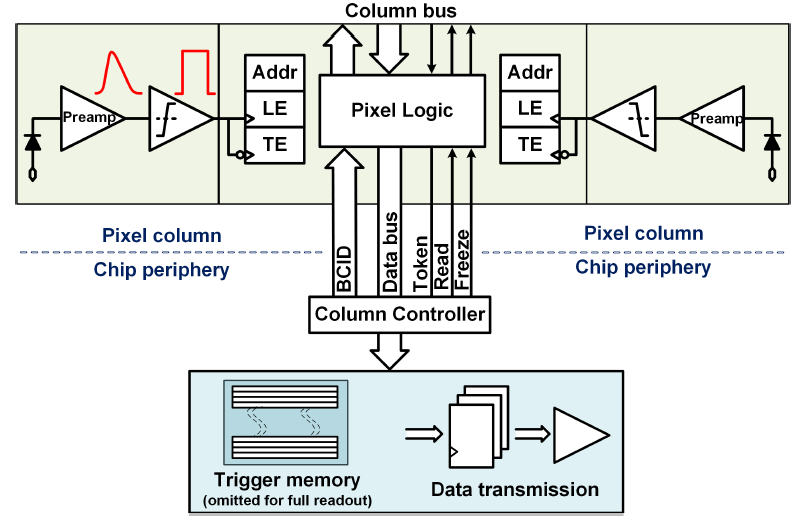 Column bus
Preamp
Addr
LE
TE
Pixel Logic
Addr
LE
TE
Preamp
Pixel column
Chip periphery
BCID
Data bus
Token
Read
Freeze
Pixel column
Chip periphery
Column Controller
Trigger memory
(omitted for full readout)
Data transmission